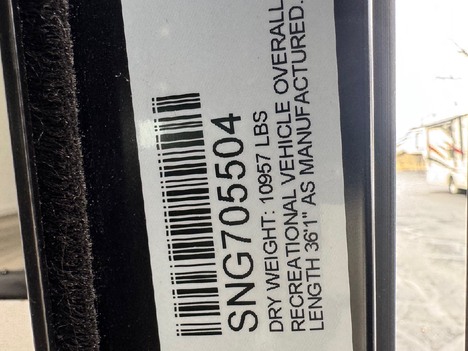 SNG705504
DRY WEIGHT: 10957 LBS
RECREATIONAL VEHICLE OVERALL
LENGTH 36'1" AS MANUFACTURED.